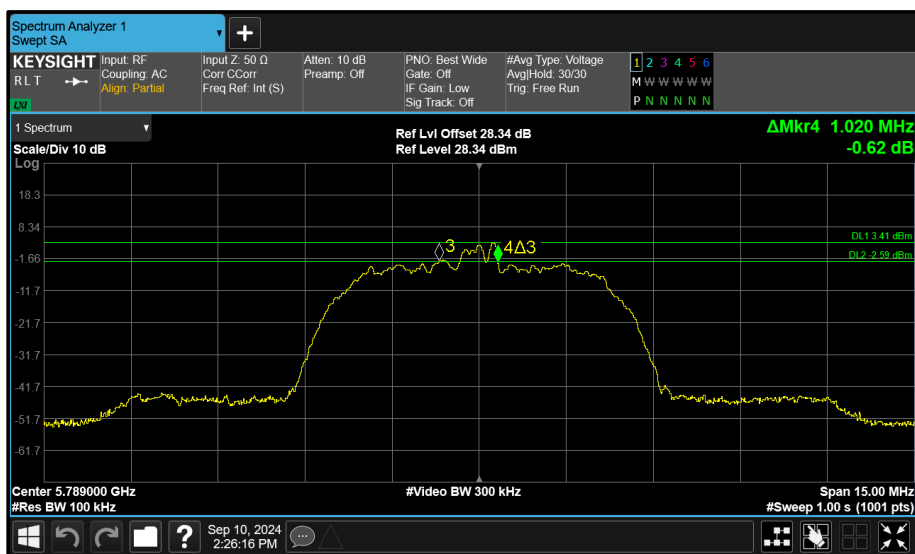 Spectrum Analyzer 1
Swept SA
+
KEYSIGHT
R L T
LXI
Input: RF
Coupling: AC
Align: Partial
Input Z: 50 Ω
Corr CCorr
Freq Ref: Int (S)
Atten: 10 dB
Preamp: Off
PNO: Best Wide
Gate: Off
IF Gain: Low
Sig Track: Off
#Avg Type: Voltage
Avg|Hold: 30/30
Trig: Free Run
1 2 3 4 5 6
M W W W W W
P N N N N N
1 Spectrum
Scale/Div 10 dB
Ref Lvl Offset 28.34 dB
Ref Level 28.34 dBm
ΔMkr4 1.020 MHz
-0.62 dB
Log
18.3
8.34
-1.66
-11.7
-21.7
-31.7
-41.7
-51.7
-61.7
3
4Δ3
DL1 3.41 dBm
DL2 -2.59 dBm
Center 5.789000 GHz
#Res BW 100 kHz
#Video BW 300 kHz
Span 15.00 MHz
#Sweep 1.00 s (1001 pts)
?
Sep 10, 2024
2:26:16 PM